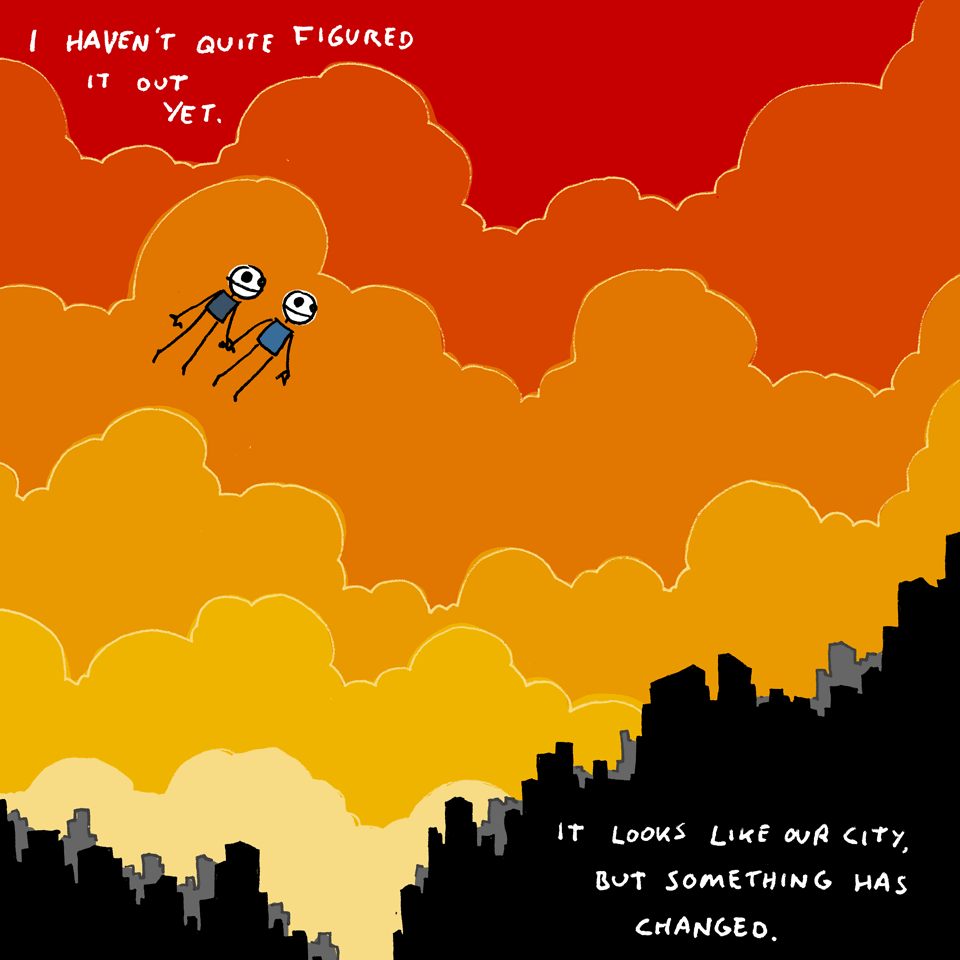 I HAVEN'T QUITE FIGURED
IT OUT
YET.
IT LOOKS LIKE OUR CITY,
BUT SOMETHING HAS
CHANGED.